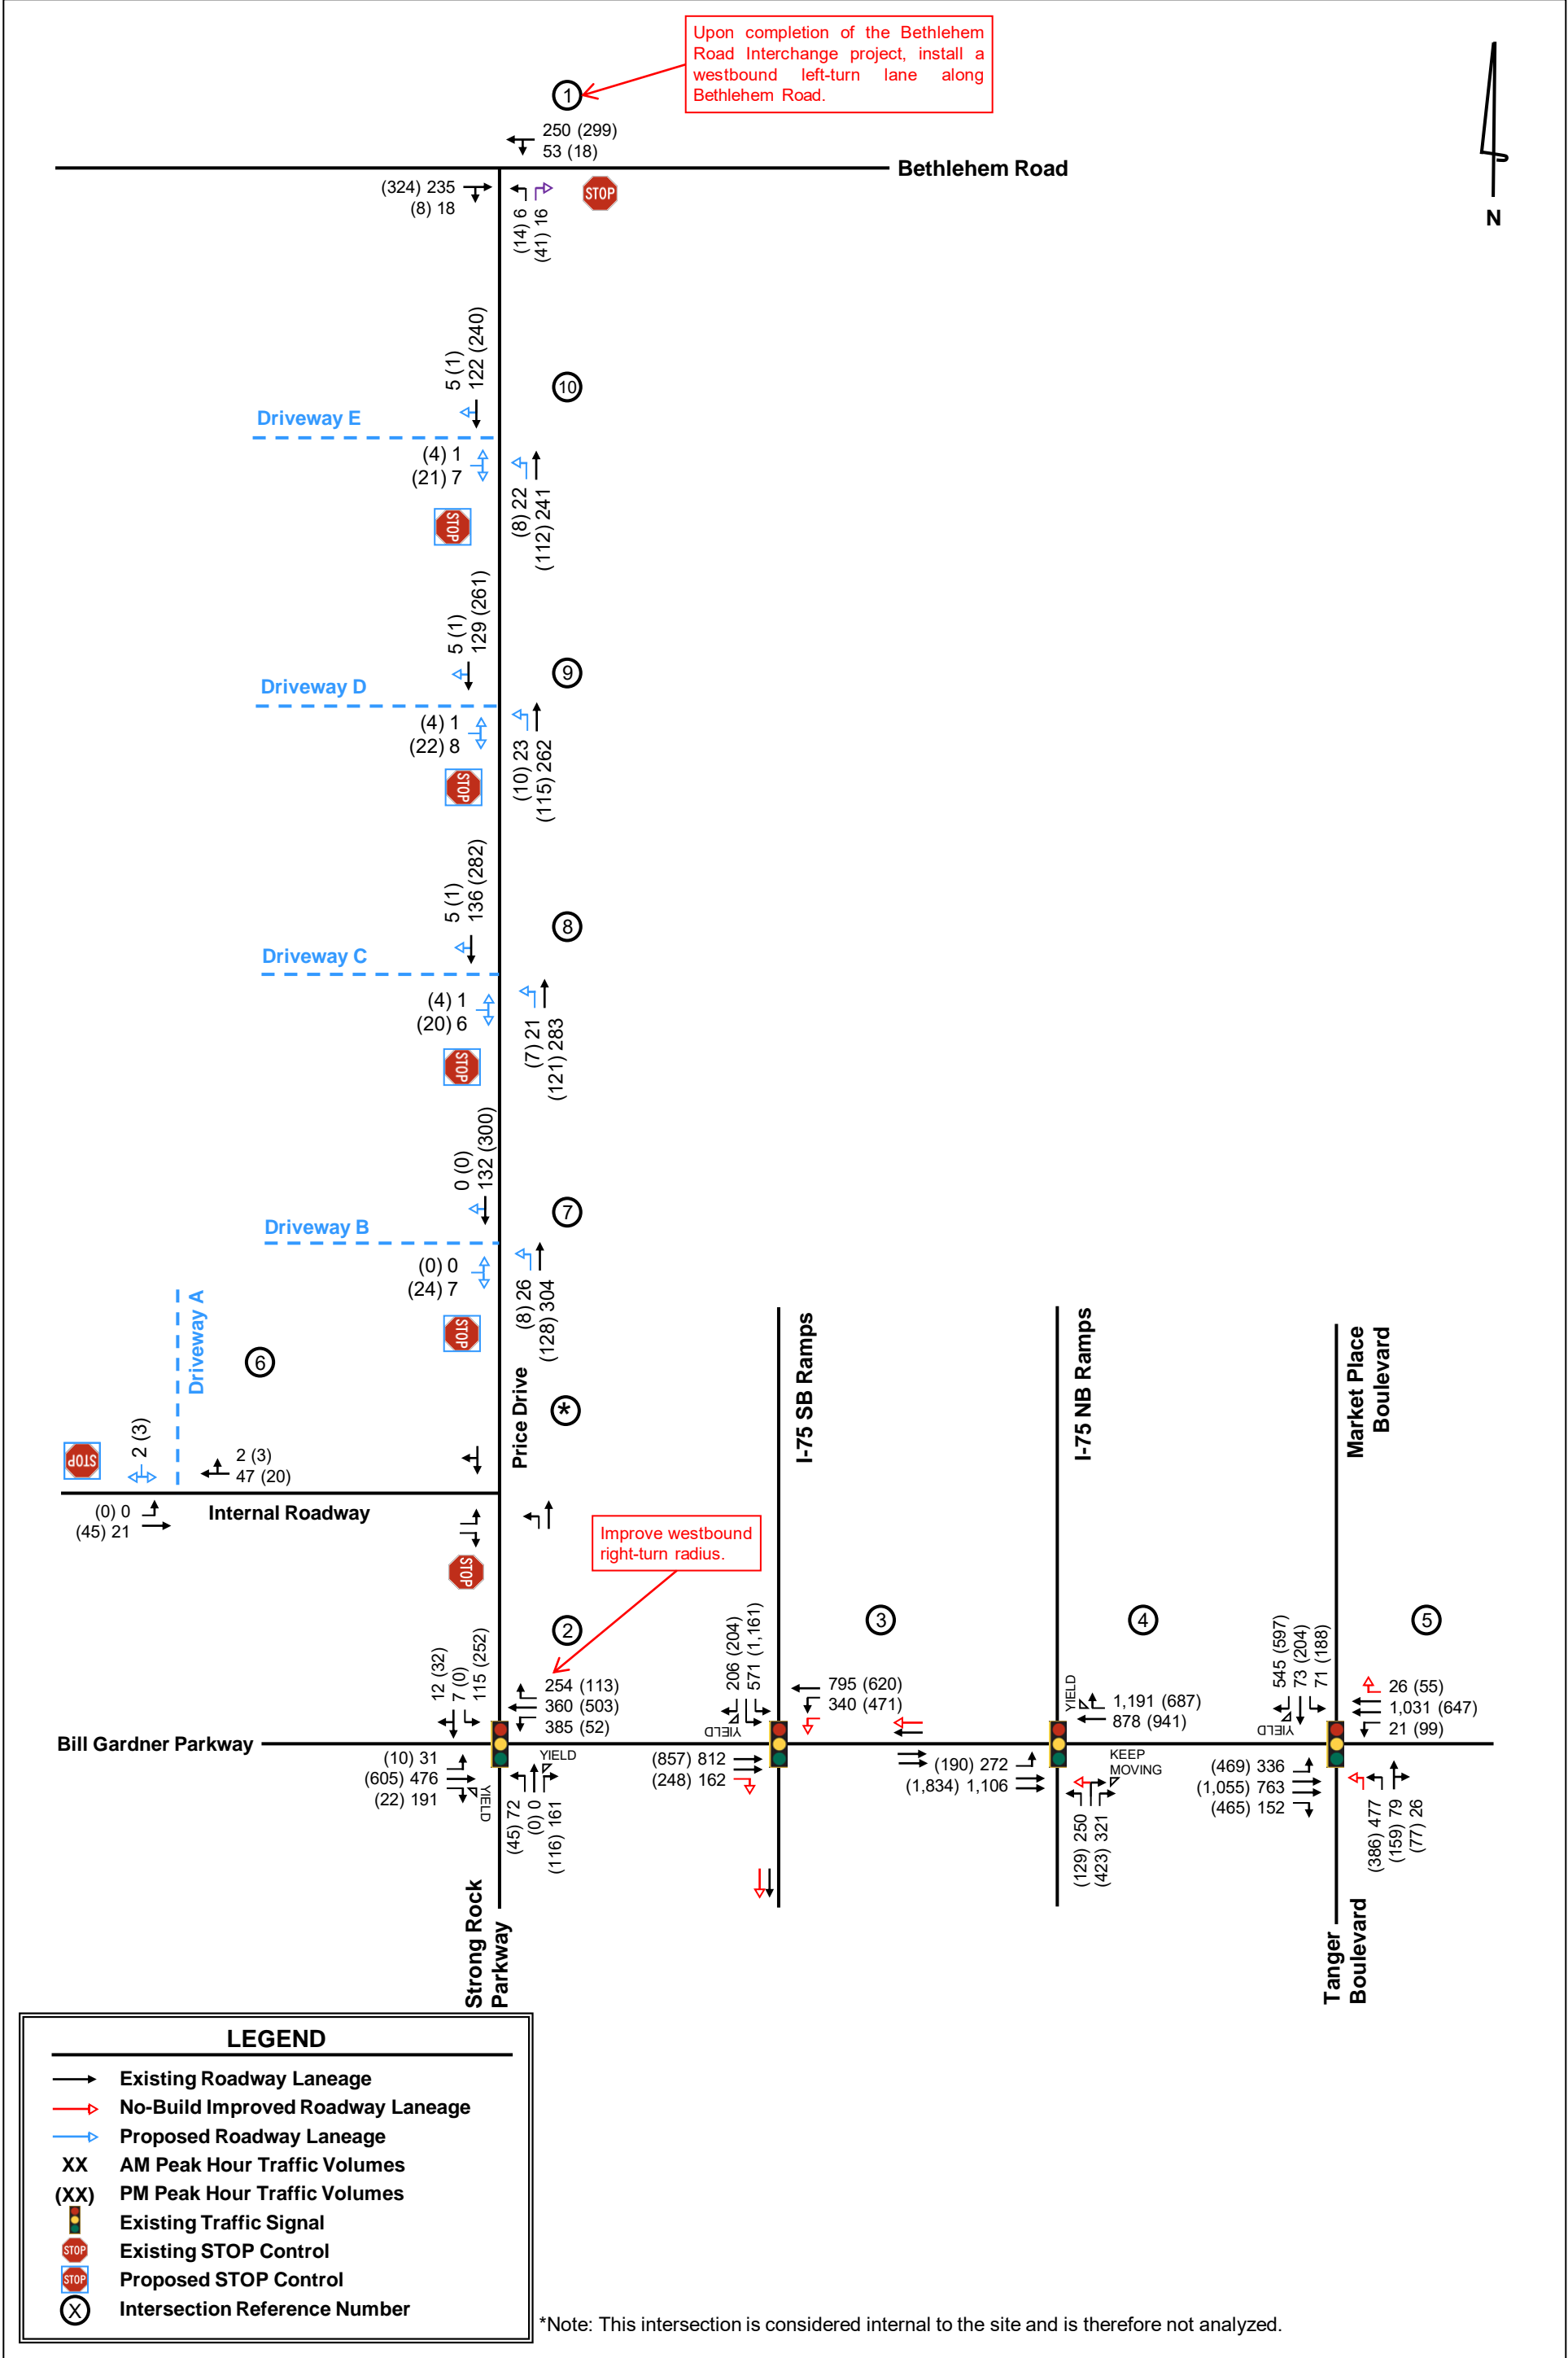 Upon completion of the Bethlehem
Road Interchange project, install a
westbound left-turn lane along
Bethlehem Road.
1
250 (299)
53 (18)
Bethlehem Road
(324) 235
(8) 18
(14) 6
(41) 16
STOP
N
5 (1)
122 (240)
10
Driveway E
(4) 1
(21) 7
STOP
(8) 22
(112) 241
5 (1)
129 (261)
9
Driveway D
(4) 1
(22) 8
STOP
(10) 23
(115) 262
5 (1)
136 (282)
8
Driveway C
(4) 1
(20) 6
STOP
(7) 21
(121) 283
0 (0)
132 (300)
7
Driveway B
(0) 0
(24) 7
STOP
(8) 26
(128) 304
Driveway A
6
Price Drive
*
STOP
2 (3)
2 (3)
47 (20)
(0) 0
(45) 21
Internal Roadway
STOP
Improve westbound
right-turn radius.
I-75 SB Ramps
I-75 NB Ramps
Market Place
Boulevard
12 (32)
7 (0)
115 (252)
2
254 (113)
360 (503)
385 (52)
Bill Gardner Parkway
(10) 31
(605) 476
(22) 191
YIELD
YIELD
(45) 72
(0) 0
(116) 161
Strong Rock
Parkway
206 (204)
571 (1,161)
YIELD
3
795 (620)
340 (471)
(857) 812
(248) 162
4
YIELD
1,191 (687)
878 (941)
(190) 272
(1,834) 1,106
KEEP
MOVING
(129) 250
(423) 321
545 (597)
73 (204)
71 (188)
YIELD
5
26 (55)
1,031 (647)
21 (99)
(469) 336
(1,055) 763
(465) 152
(386) 477
(159) 79
(77) 26
Tanger
Boulevard
LEGEND
Existing Roadway Laneage
No-Build Improved Roadway Laneage
Proposed Roadway Laneage
XX AM Peak Hour Traffic Volumes
(XX) PM Peak Hour Traffic Volumes
Existing Traffic Signal
STOP Existing STOP Control
STOP Proposed STOP Control
X Intersection Reference Number
*Note: This intersection is considered internal to the site and is therefore not analyzed.